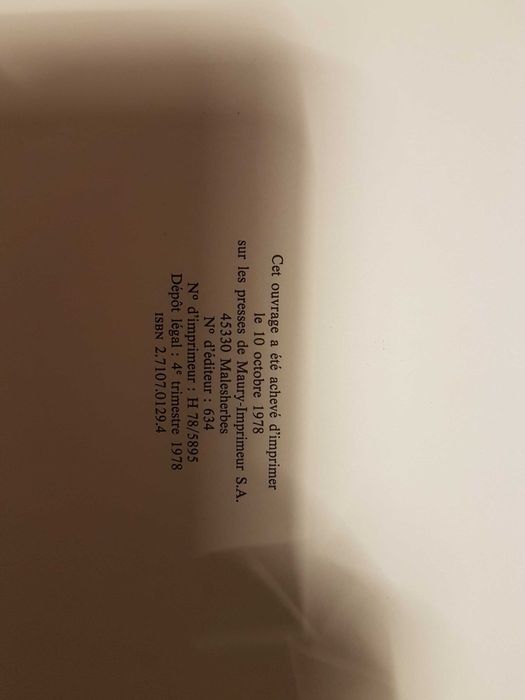 Cet ouvrage a été achevé d'imprimer
le 10 octobre 1978
sur les presses de Maury-Imprimeur S.A.
45330 Malesherbes
N° d'éditeur : 634
N° d'imprimeur : H 78/5895
Dépôt légal : 4e trimestre 1978
ISBN 2.7107.0129.4